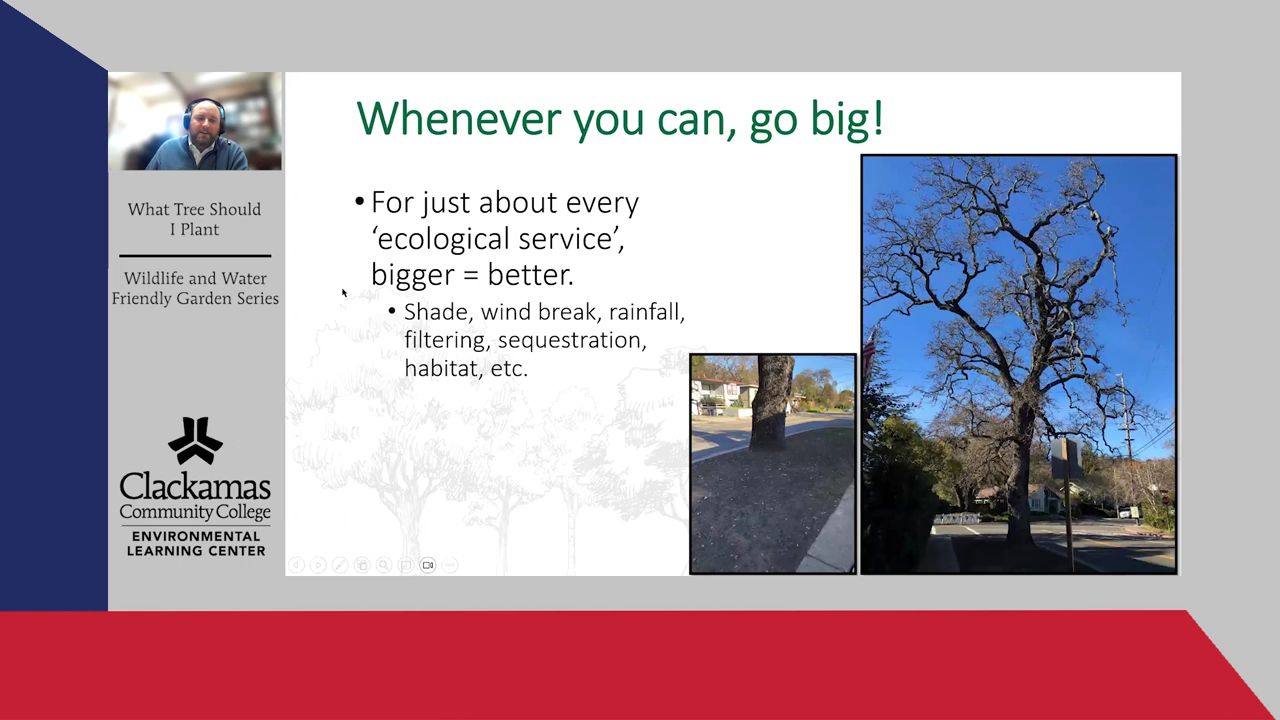 Whenever you can, go big!
• For just about every
‘ecological service’,
bigger = better.
• Shade, wind break, rainfall,
filtering, sequestration,
habitat, etc.
What Tree Should
I Plant
Wildlife and Water
Friendly Garden Series
Clackamas
Community College
ENVIRONMENTAL
LEARNING CENTER